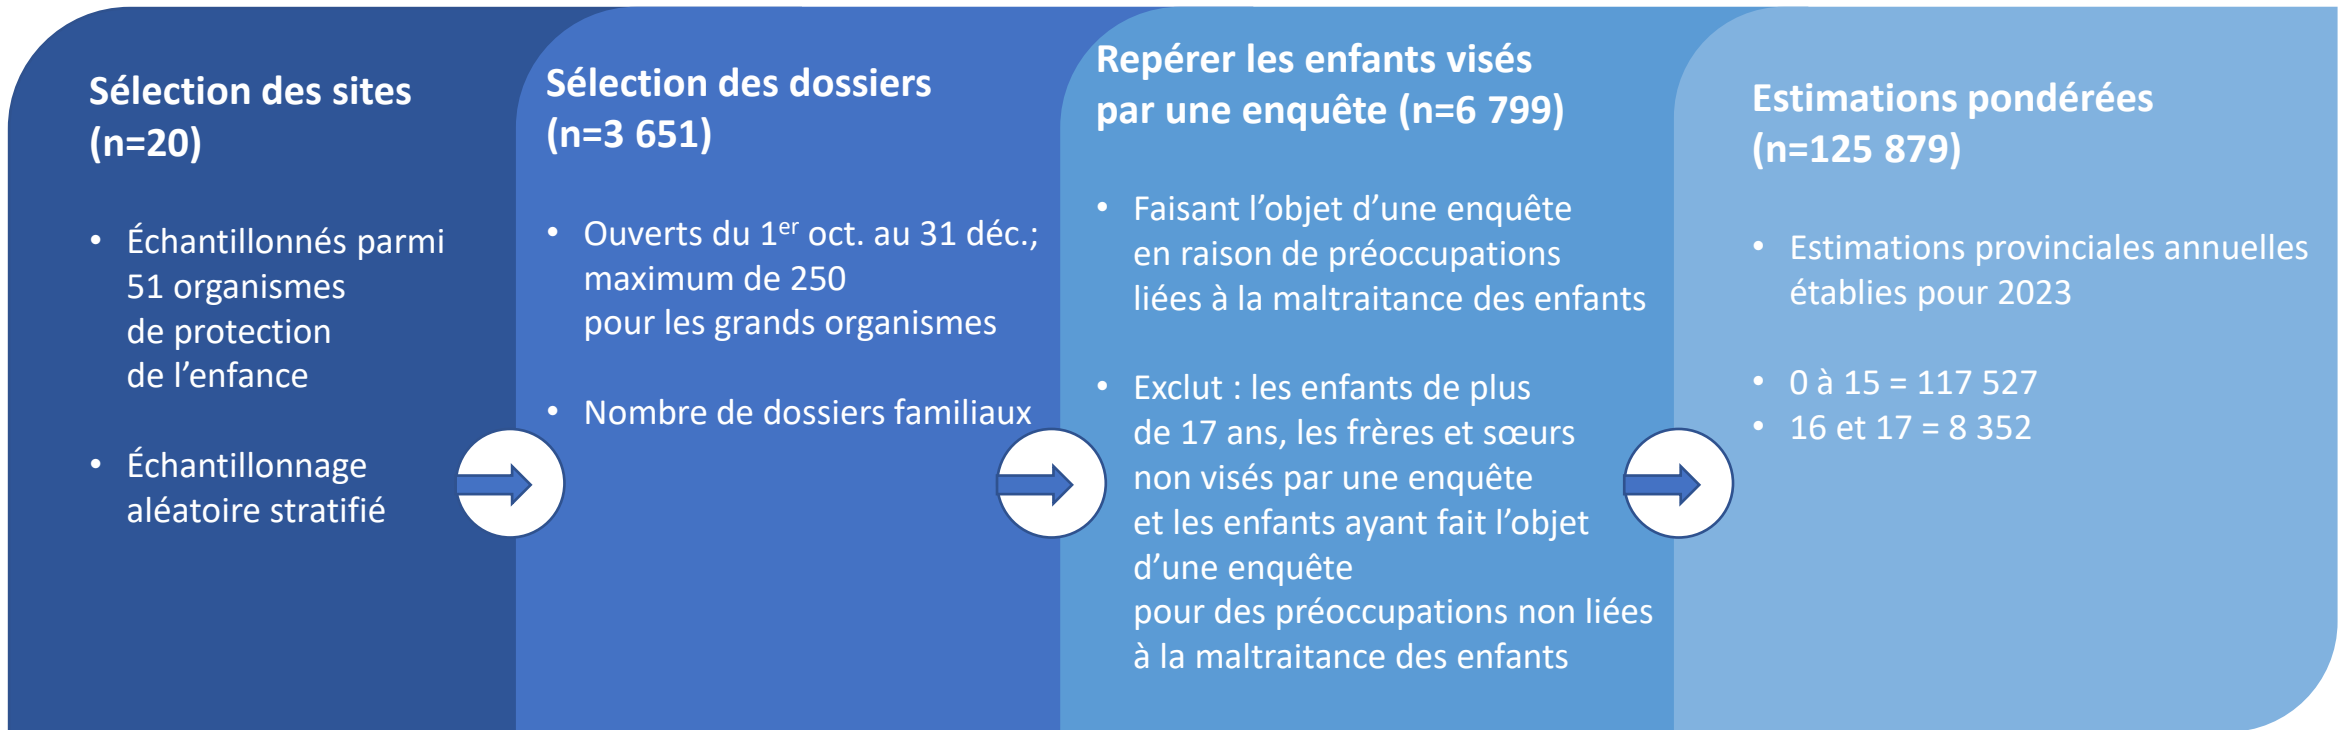 Sélection des sites
(n=20)
• Échantillonnés parmi
51 organismes
de protection
de l’enfance
• Échantillonnage
aléatoire stratifié
Sélection des dossiers
(n=3 651)
• Ouverts du 1er oct. au 31 déc.;
maximum de 250
pour les grands organismes
• Nombre de dossiers familiaux
Repérer les enfants visés
par une enquête (n=6 799)
• Faisant l’objet d’une enquête
en raison de préoccupations
liées à la maltraitance des enfants
• Exclut : les enfants de plus
de 17 ans, les frères et sœurs
non visés par une enquête
et les enfants ayant fait l’objet
d’une enquête
pour des préoccupations non liées
à la maltraitance des enfants
Estimations pondérées
(n=125 879)
• Estimations provinciales annuelles
établies pour 2023
• 0 à 15 = 117 527
• 16 et 17 = 8 352